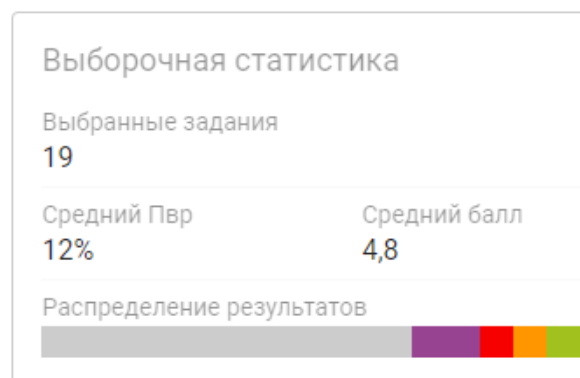 Выборочная статистика
Выбранные задания
19
Средний Пвр Средний балл
12% 4,8
Распределение результатов